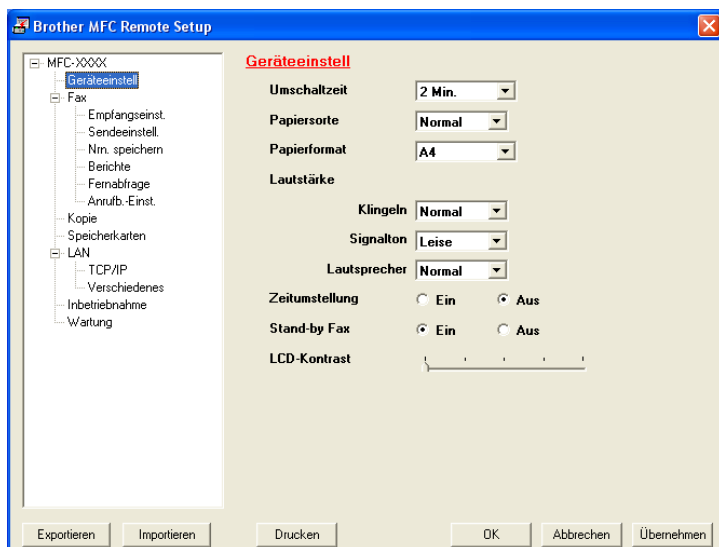 Brother MFC Remote Setup
MFC-XXXX
Geräteeinstell
Fax
Empfangseinst.
Sendeeinstell.
Nrn. speichern
Berichte
Fernabfrage
Anrufb.-Einst.
Kopie
Speicherkarten
LAN
TCP/IP
Verschiedenes
Inbetriebnahme
Wartung
Geräteeinstell
Umschaltzeit 2 Min.
Papiersorte Normal
Papierformat A4
Lautstärke
Klingeln Normal
Signalton Leise
Lautsprecher Normal
Zeitumstellung Ein Aus
Stand-by Fax Ein Aus
LCD-Kontrast
Exportieren Importieren Drucken OK Abbrechen Übernehmen